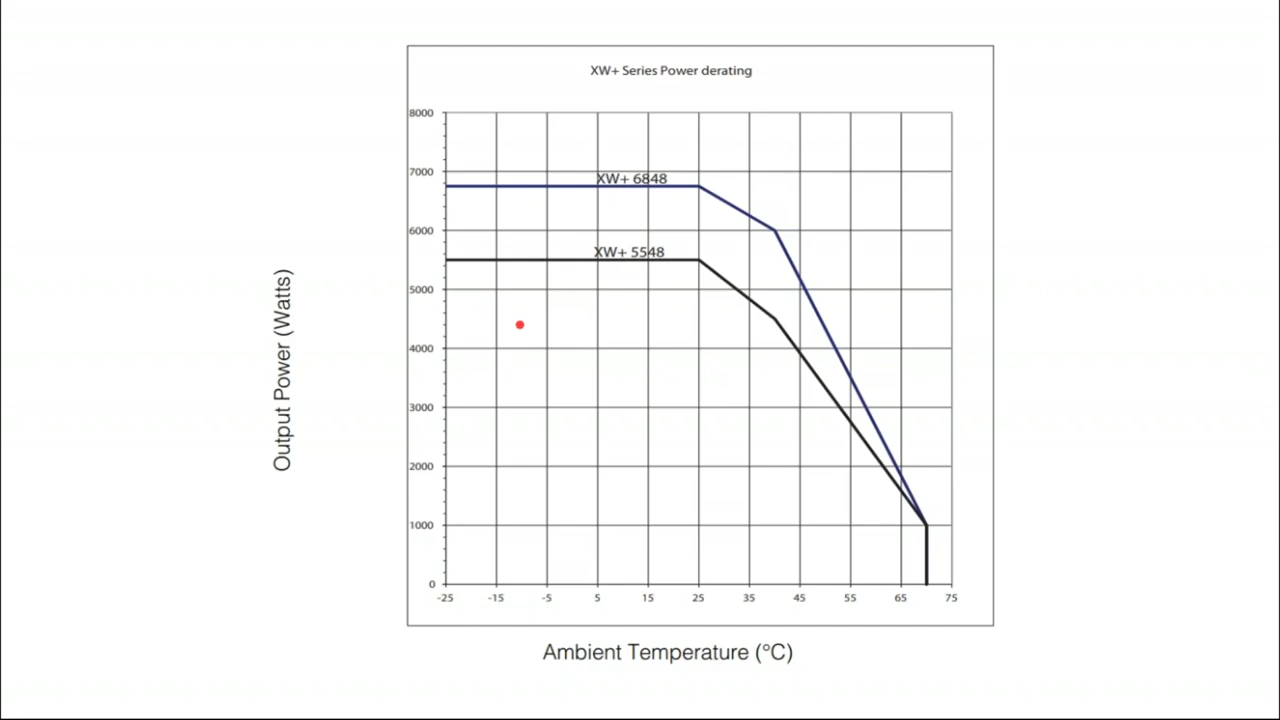 XW+ Series Power derating
8000
7000
XW+ 6848
6000
XW+ 5548
5000
4000
3000
2000
1000
0
-25 -15 -5 5 15 25 35 45 55 65 75
Output Power (Watts)
Ambient Temperature (°C)